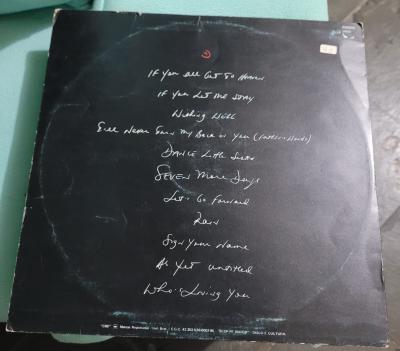 If You All Get To Heaven
If You Let Me Stay
Wishing Well
I'll Never Turn My Back on You (Father's Words)
Dance Little Sister
Seven More Days
Let's Go Forward
Rain
Sign Your Name
As Yet Untitled
Who's Loving You
DISCO É CULTURA